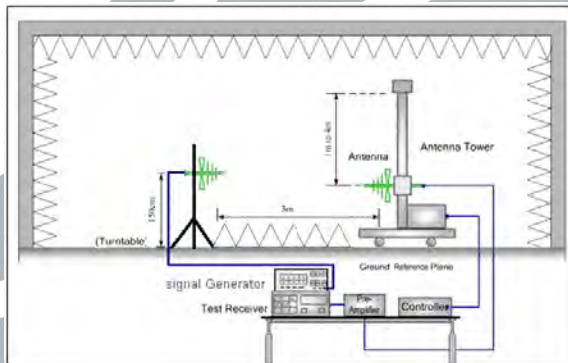 1m to 4m
Antenna
Antenna Tower
150cm
3m
(Turntable)
Ground Reference Plane
signal Generator
Test Receiver
Pre-
Amplifier
Controller